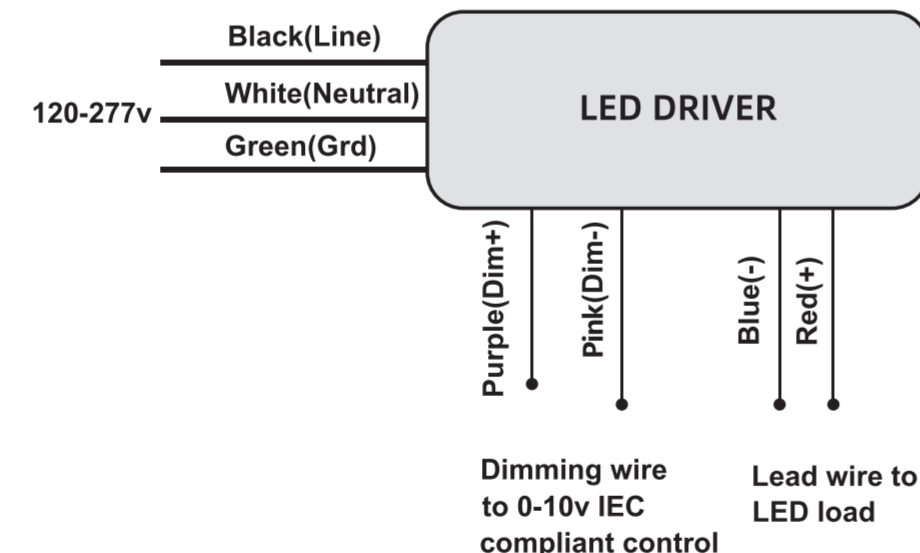 Black(Line)
White(Neutral)
120-277v
Green(Grd)
LED DRIVER
Purple(Dim+)
Pink(Dim-)
Blue(-)
Red(+)
Dimming wire
to 0-10v IEC
compliant control
Lead wire to
LED load